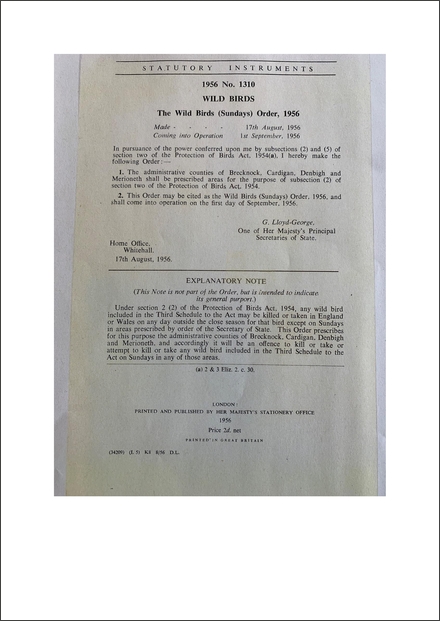 STATUTORY INSTRUMENTS
1956 No. 1310
WILD BIRDS
The Wild Birds (Sundays) Order, 1956
Made - - - - 17th August, 1956
Coming into Operation 1st September, 1956
In pursuance of the power conferred upon me by subsections (2) and (5) of
section two of the Protection of Birds Act, 1954(a), I hereby make the
following Order:—
1. The administrative counties of Brecknock, Cardigan, Denbigh and
Merioneth shall be prescribed areas for the purpose of subsection (2) of
section two of the Protection of Birds Act, 1954.
2. This Order may be cited as the Wild Birds (Sundays) Order, 1956, and
shall come into operation on the first day of September, 1956.
G. Lloyd-George,
One of Her Majesty's Principal
Secretaries of State.
Home Office,
Whitehall.
17th August, 1956.
EXPLANATORY NOTE
(This Note is not part of the Order, but is intended to indicate
its general purport.)
Under section 2 (2) of the Protection of Birds Act, 1954, any wild bird
included in the Third Schedule to the Act may be killed or taken in England
or Wales on any day outside the close season for that bird except on Sundays
in areas prescribed by order of the Secretary of State. This Order prescribes
for this purpose the administrative counties of Brecknock, Cardigan, Denbigh
and Merioneth, and accordingly it will be an offence to kill or take or
attempt to kill or take any wild bird included in the Third Schedule to the
Act on Sundays in any of those areas.
(a) 2 & 3 Eliz. 2. c. 30.
LONDON:
PRINTED AND PUBLISHED BY HER MAJESTY'S STATIONERY OFFICE
1956
Price 2d. net
PRINTED IN GREAT BRITAIN
(34209) (L 5) K3 8/56 D.L.